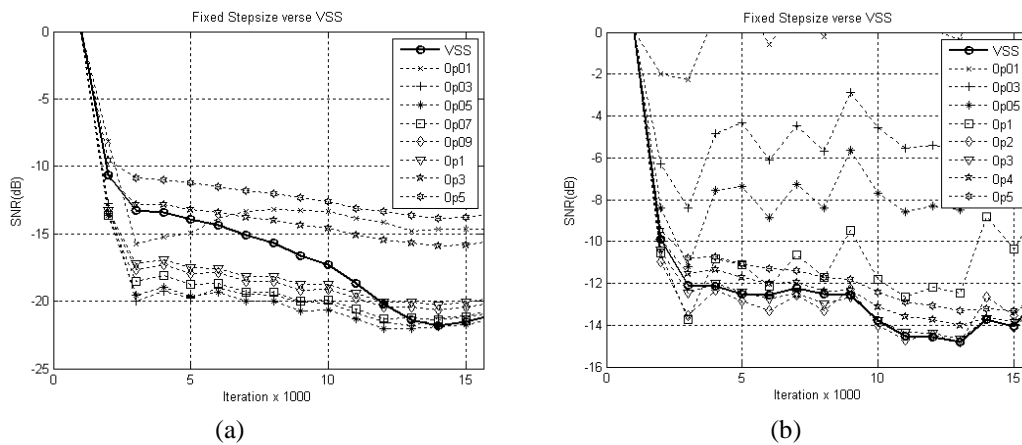 Fixed Stepsize verse VSS
SNR(dB)
0
-5
-10
-15
-20
-25
0
5
10
15
Iteration x 1000
VSS
0p01
0p03
0p05
0p07
0p09
0p1
0p3
0p5
(a)
Fixed Stepsize verse VSS
SNR(dB)
0
-2
-4
-6
-8
-10
-12
-14
-16
0
5
10
15
Iteration x 1000
VSS
0p01
0p03
0p05
0p1
0p2
0p3
0p4
0p5
(b)